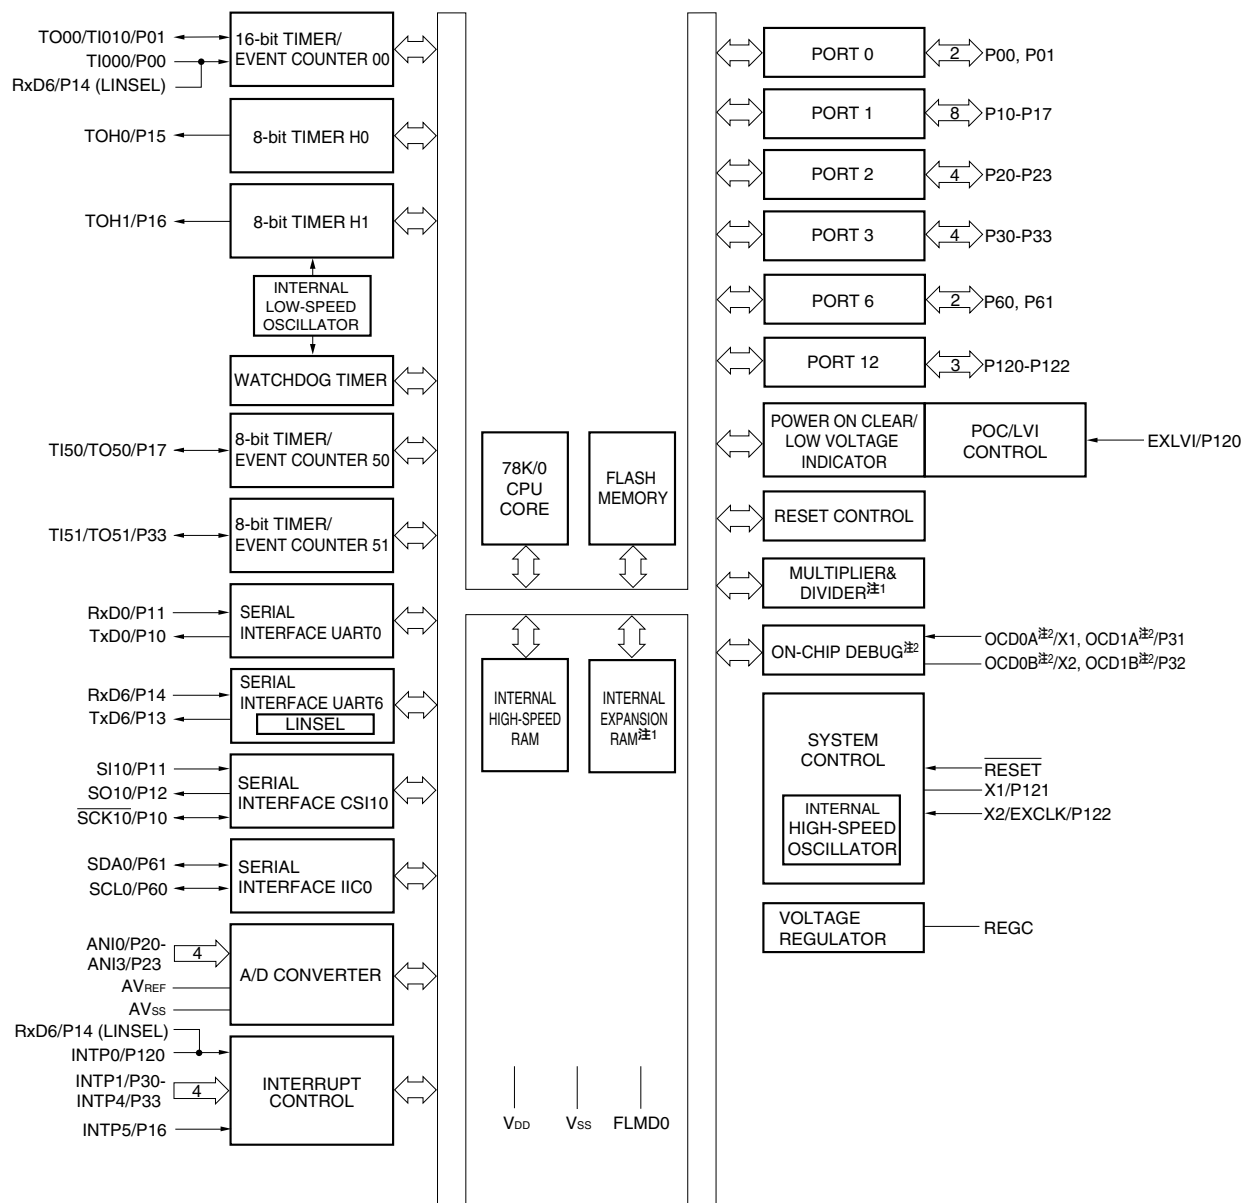 TO00/TI010/P01
TI000/P00
RxD6/P14 (LINSEL)
16-bit TIMER/
EVENT COUNTER 00
TOH0/P15
8-bit TIMER H0
TOH1/P16
8-bit TIMER H1
INTERNAL
LOW-SPEED
OSCILLATOR
WATCHDOG TIMER
TI50/TO50/P17
8-bit TIMER/
EVENT COUNTER 50
TI51/TO51/P33
8-bit TIMER/
EVENT COUNTER 51
RxD0/P11
TxD0/P10
SERIAL
INTERFACE UART0
RxD6/P14
TxD6/P13
SERIAL
INTERFACE UART6
LINSEL
SI10/P11
SO10/P12
SCK10/P10
SERIAL
INTERFACE CSI10
SDA0/P61
SCL0/P60
SERIAL
INTERFACE IIC0
ANI0/P20-
ANI3/P23
4
AVREF
AVSS
A/D CONVERTER
RxD6/P14 (LINSEL)
INTP0/P120
INTP1/P30-
INTP4/P33
4
INTP5/P16
INTERRUPT
CONTROL
78K/0
CPU
CORE
FLASH
MEMORY
INTERNAL
HIGH-SPEED
RAM
INTERNAL
EXPANSION
RAM注1
VDD
VSS
FLMD0
PORT 0
2
P00, P01
PORT 1
8
P10-P17
PORT 2
4
P20-P23
PORT 3
4
P30-P33
PORT 6
2
P60, P61
PORT 12
3
P120-P122
POWER ON CLEAR/
LOW VOLTAGE
INDICATOR
POC/LVI
CONTROL
EXLVI/P120
RESET CONTROL
MULTIPLIER&
DIVIDER注1
ON-CHIP DEBUG注2
OCD0A注2/X1, OCD1A注2/P31
OCD0B注2/X2, OCD1B注2/P32
SYSTEM
CONTROL
INTERNAL
HIGH-SPEED
OSCILLATOR
RESET
X1/P121
X2/EXCLK/P122
VOLTAGE
REGULATOR
REGC